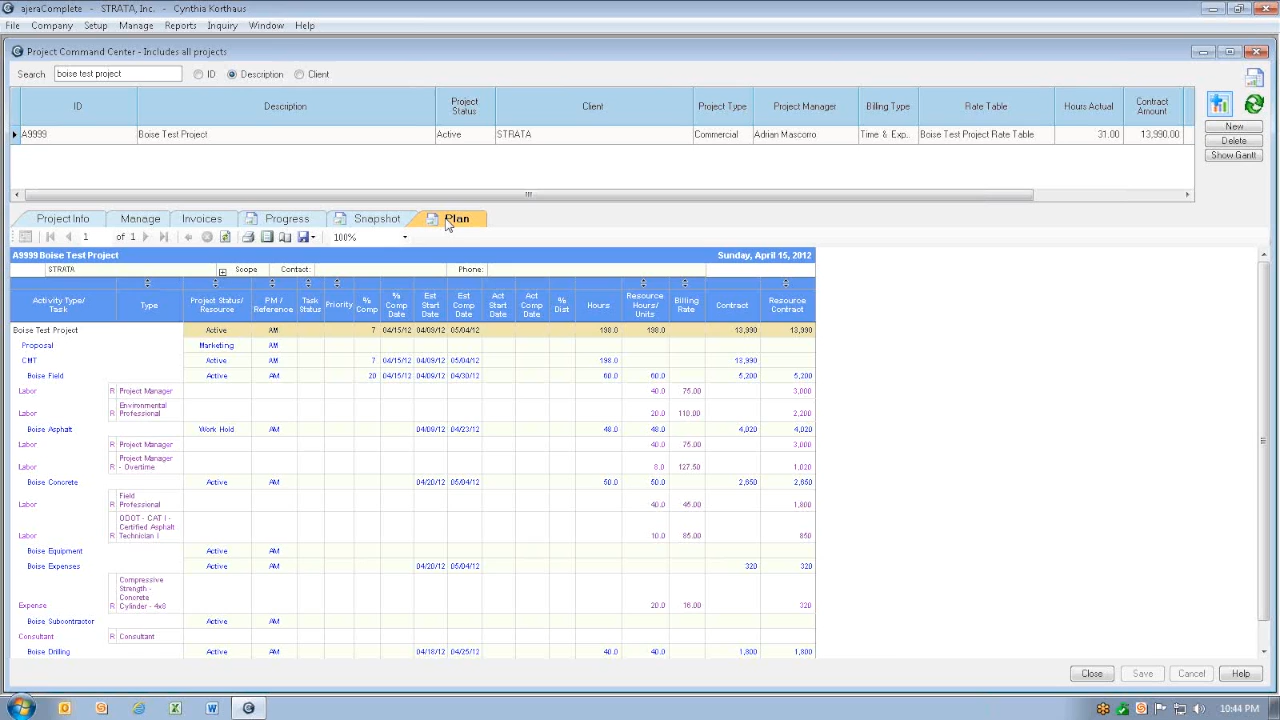 ajeraComplete - STRATA, Inc. - Cynthia Korthaus
File Company Setup Manage Reports Inquiry Window Help
Project Command Center - Includes all projects
Search boise test project ID Description Client
ID Description Project Status Client Project Type Project Manager Billing Type Rate Table Hours Actual Contract Amount
A9999 Boise Test Project Active STRATA Commercial Adrian Mascorro Time & Exp. Boise Test Project Rate Table 31.00 13,990.00
New
Delete
Show Gantt
Project Info Manage Invoices Progress Snapshot Plan
1 of 1 100%
A9999 Boise Test Project Sunday, April 15, 2012
STRATA Scope Contact: Phone:
Activity Type/ Task Type Project Status/ Resource PM / Reference Task Status Priority % Comp % Comp Date Est Start Date Est Comp Date Act Start Date Act Comp Date % Dist Hours Resource Hours/ Units Billing Rate Contract Resource Contract
Boise Test Project Active AM 7 04/15/12 04/09/12 05/04/12 198.0 198.0 13,990 13,990
Proposal Marketing AM
CMT Active AM 7 04/15/12 04/09/12 05/04/12 198.0 13,990
Boise Field Active AM 20 04/15/12 04/09/12 04/30/12 60.0 60.0 5,200 5,200
Labor R Project Manager 40.0 75.00 3,000
Labor R Environmental Professional 20.0 110.00 2,200
Boise Asphalt Work Hold AM 04/09/12 04/23/12 48.0 48.0 4,020 4,020
Labor R Project Manager 40.0 75.00 3,000
Labor R Project Manager - Overtime 8.0 127.50 1,020
Boise Concrete Active AM 04/20/12 05/04/12 50.0 50.0 2,650 2,650
Labor R Field Professional 40.0 45.00 1,800
Labor R ODOT - CAT I - Certified Asphalt Technician I 10.0 85.00 850
Boise Equipment Active AM
Boise Expenses Active AM 04/20/12 05/04/12 320 320
Expense R Compressive Strength - Concrete Cylinder - 4x8 20.0 16.00 320
Boise Subcontractor Active AM
Consultant R Consultant
Boise Drilling Active AM 04/18/12 04/25/12 40.0 40.0 1,800 1,800
Close Save Cancel Help
10:44 PM